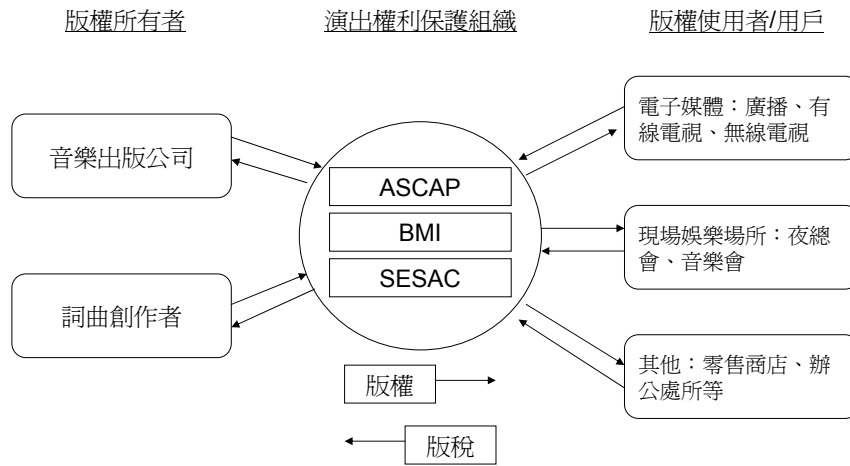 版權所有者
演出權利保護組織
版權使用者/用戶
音樂出版公司
詞曲創作者
ASCAP
BMI
SESAC
電子媒體：廣播、有
線電視、無線電視
現場娛樂場所：夜總
會、音樂會
其他：零售商店、辦
公處所等
版權
版稅